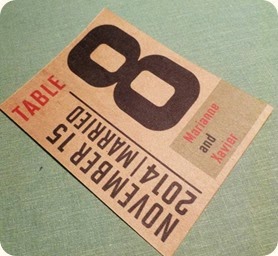 TABLE
8
Marianne
and
Xavier
NOVEMBER 15
2014 | MARRIED